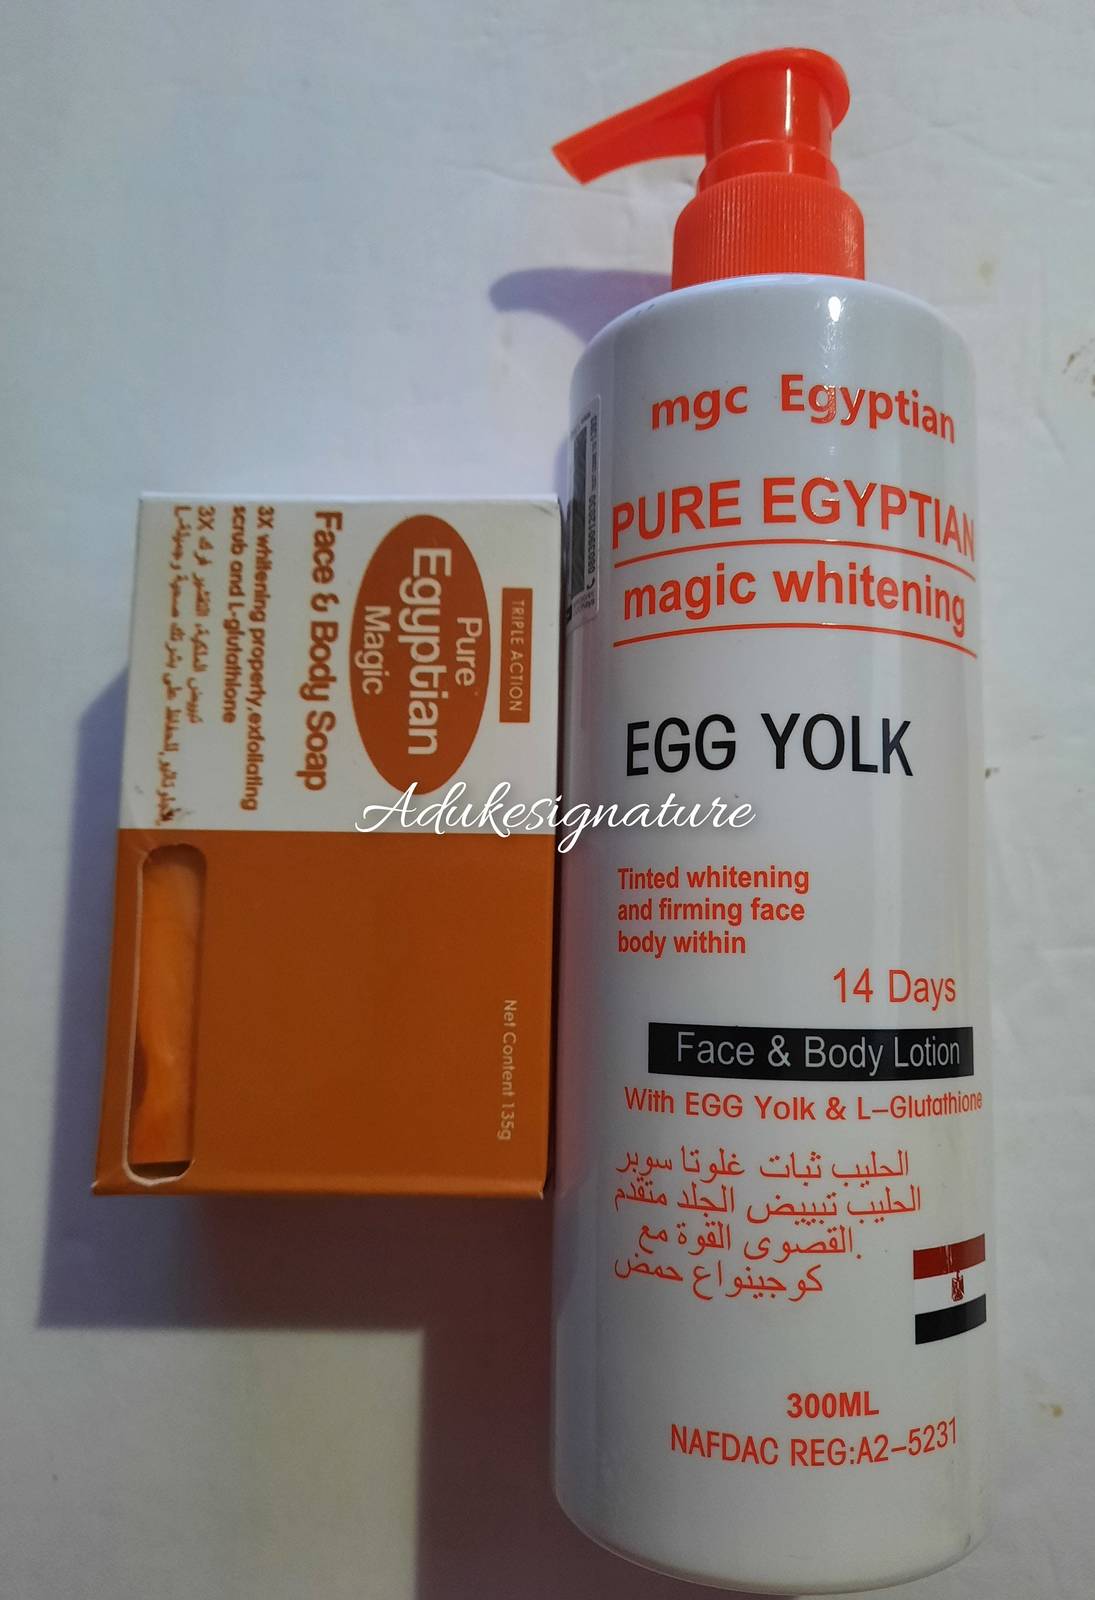 TRIPLE ACTION
Pure
Egyptian
Magic
Face & Body Soap
3X whitening property,exfoliating
scrub and L-glutathione
Net Content 135g
Adukesignature
mgc Egyptian
PURE EGYPTIAN
magic whitening
EGG YOLK
Tinted whitening
and firming face
body within
14 Days
Face & Body Lotion
With EGG Yolk & L-Glutathione
الحليب ثبات غلوتا سوبر
الحليب تبييض الجلد متقدم
القصوى القوة مع.
كوجينواع حمض
300ML
NAFDAC REG:A2-5231